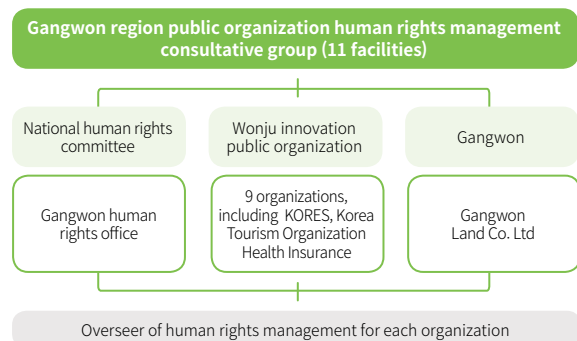 Gangwon region public organization human rights management
consultative group (11 facilities)
National human rights
committee
Wonju innovation
public organization
Gangwon
Gangwon human
rights office
9 organizations,
including KORES, Korea
Tourism Organization
Health Insurance
Gangwon
Land Co. Ltd
Overseer of human rights management for each organization